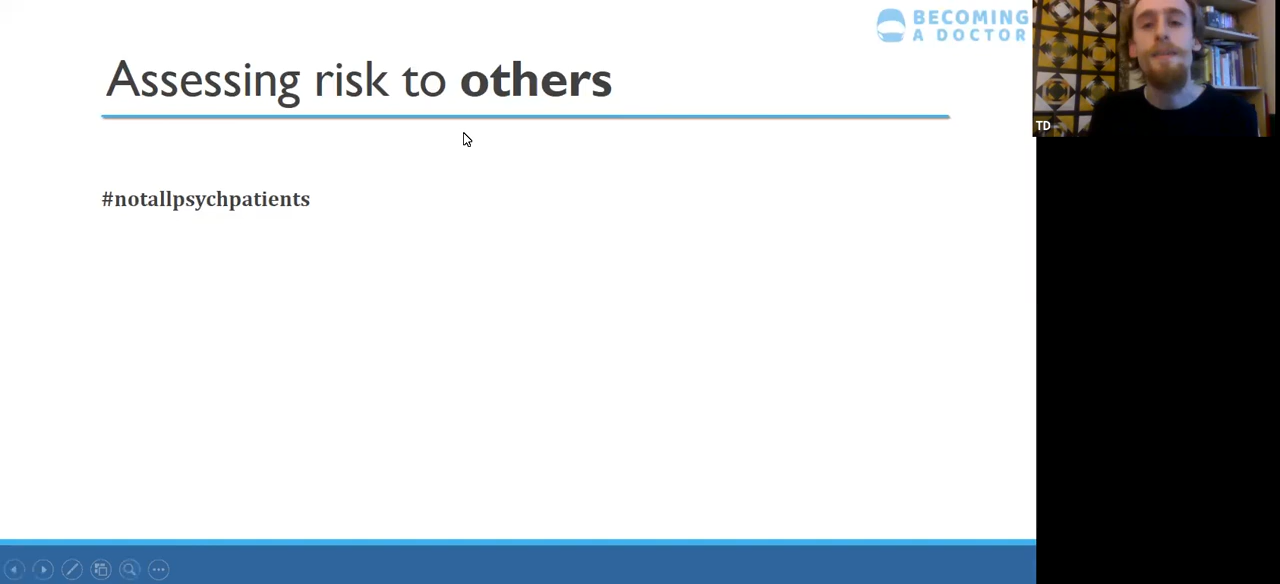 BECOMING
A DOCTOR
Assessing risk to others
TD
#notallpsychpatients